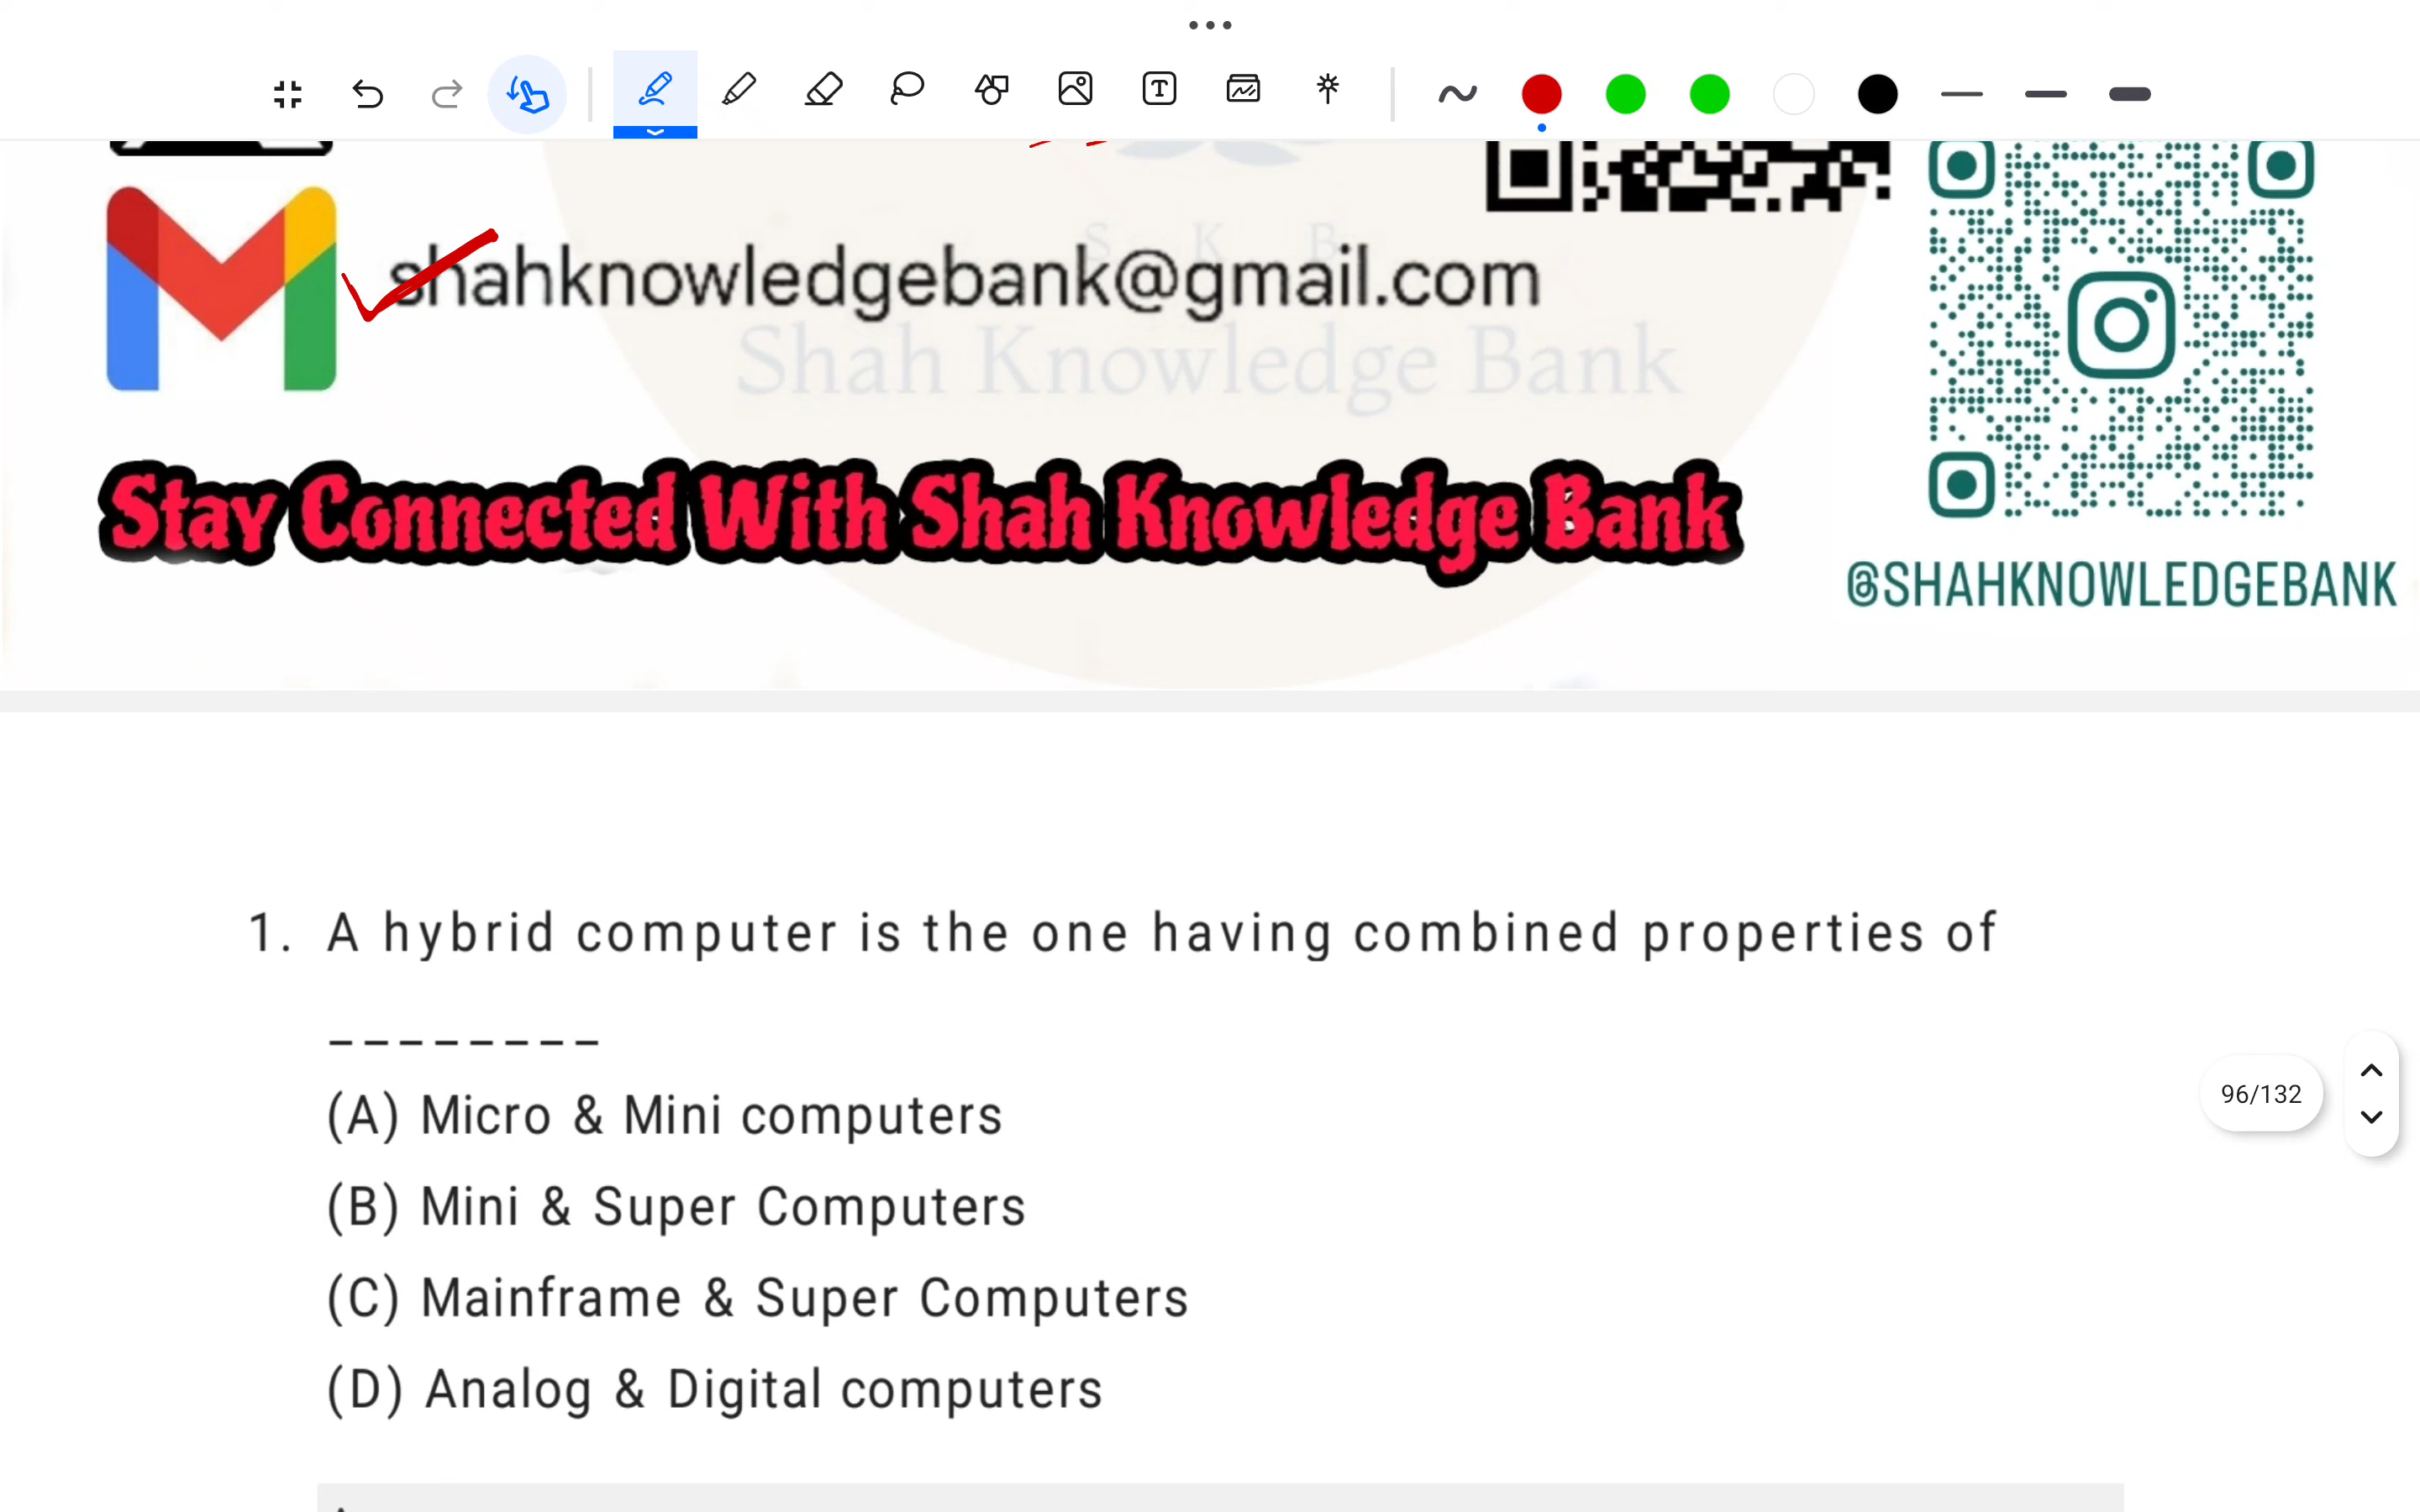 S K B
shahknowledgebank@gmail.com
Shah Knowledge Bank
Stay Connected With Shah Knowledge Bank
@SHAHKNOWLEDGEBANK
1. A hybrid computer is the one having combined properties of
________
(A) Micro & Mini computers
96/132
(B) Mini & Super Computers
(C) Mainframe & Super Computers
(D) Analog & Digital computers